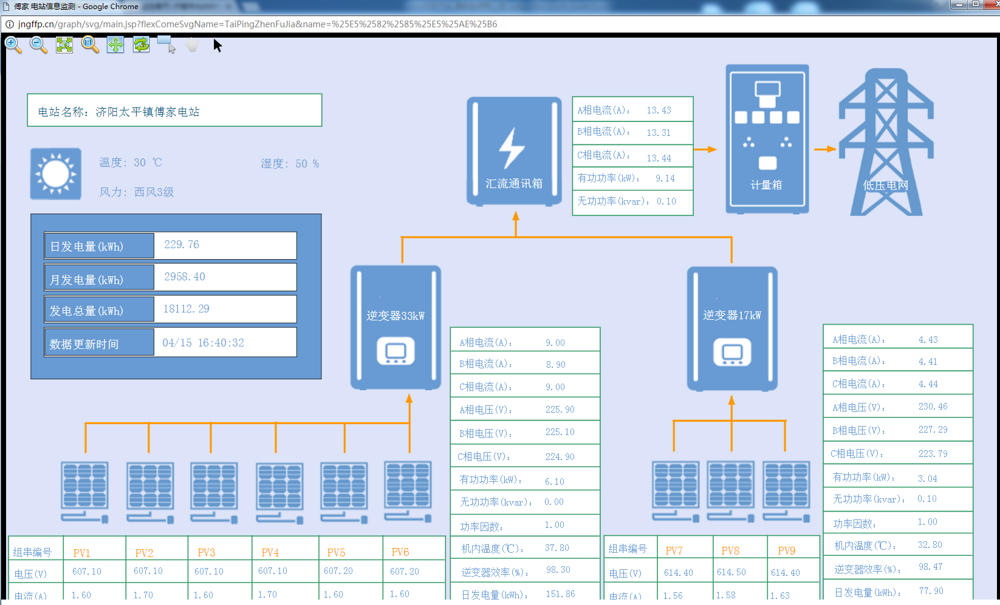 傅家 电站信息监测 - Google Chrome
jngffp.cn/graph/svg/main.jsp?flexComeSvgName=TaiPingZhenFuJia&name=%25E5%2582%2585%25E5%25AE%25B6
1:1
电站名称：济阳太平镇傅家电站
温度：30 ℃
湿度：50 %
风力：西风3级
日发电量(kWh) 229.76
月发电量(kWh) 2958.40
发电总量(kWh) 18112.29
数据更新时间 04/15 16:40:32
汇流通讯箱
A相电流(A)： 13.43
B相电流(A)： 13.31
C相电流(A)： 13.44
有功功率(kW)： 9.14
无功功率(kvar)： 0.10
计量箱
低压电网
逆变器33kW
A相电流(A)： 9.00
B相电流(A)： 8.90
C相电流(A)： 9.00
A相电压(V)： 225.90
B相电压(V)： 225.10
C相电压(V)： 224.90
有功功率(kW)： 6.10
无功功率(kvar)： 0.00
功率因数： 1.00
机内温度(℃)： 37.80
逆变器效率(%)： 98.30
日发电量(kWh)： 151.86
逆变器17kW
A相电流(A)： 4.43
B相电流(A)： 4.41
C相电流(A)： 4.44
A相电压(V)： 230.46
B相电压(V)： 227.29
C相电压(V)： 223.79
有功功率(kW)： 3.04
无功功率(kvar)： 0.10
功率因数： 1.00
机内温度(℃)： 32.80
逆变器效率(%)： 98.47
日发电量(kWh)： 77.90
组串编号 PV1 PV2 PV3 PV4 PV5 PV6
电压(V) 607.10 607.10 607.10 607.10 607.20 607.20
电流(A) 1.60 1.70 1.60 1.70 1.60 1.60
组串编号 PV7 PV8 PV9
电压(V) 614.40 614.50 614.40
电流(A) 1.56 1.58 1.63